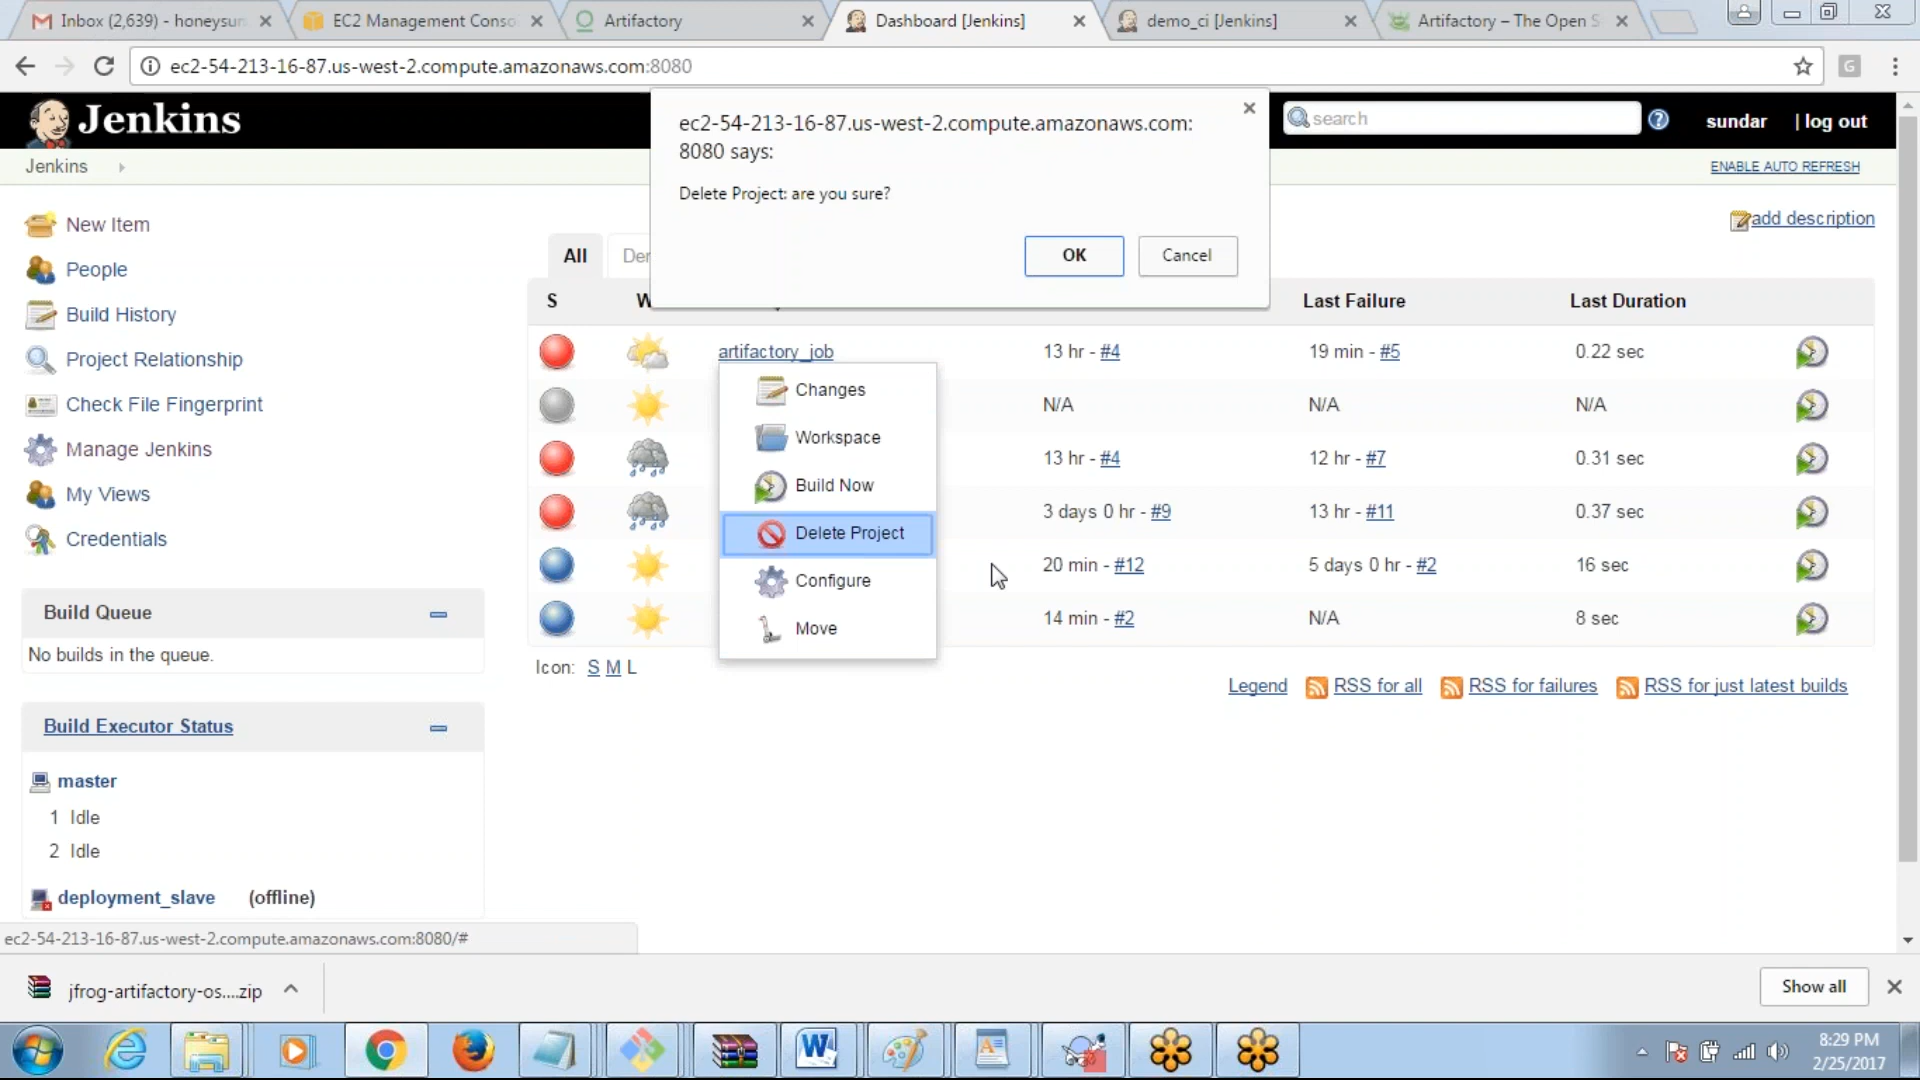 Inbox (2,639) - honeysun
EC2 Management Conso
Artifactory
Dashboard [Jenkins]
demo_ci [Jenkins]
Artifactory – The Open S
ec2-54-213-16-87.us-west-2.compute.amazonaws.com:8080
G
Jenkins
search
sundar
| log out
Jenkins
ENABLE AUTO REFRESH
ec2-54-213-16-87.us-west-2.compute.amazonaws.com:
8080 says:
Delete Project: are you sure?
OK
Cancel
add description
New Item
People
Build History
Project Relationship
Check File Fingerprint
Manage Jenkins
My Views
Credentials
All
S
W
Last Failure
Last Duration
artifactory_job
13 hr - #4
19 min - #5
0.22 sec
N/A
N/A
N/A
13 hr - #4
12 hr - #7
0.31 sec
3 days 0 hr - #9
13 hr - #11
0.37 sec
20 min - #12
5 days 0 hr - #2
16 sec
14 min - #2
N/A
8 sec
Changes
Workspace
Build Now
Delete Project
Configure
Move
Icon: S M L
Legend
RSS for all
RSS for failures
RSS for just latest builds
Build Queue
No builds in the queue.
Build Executor Status
master
1 Idle
2 Idle
deployment_slave (offline)
ec2-54-213-16-87.us-west-2.compute.amazonaws.com:8080/#
jfrog-artifactory-os....zip
Show all
8:29 PM
2/25/2017